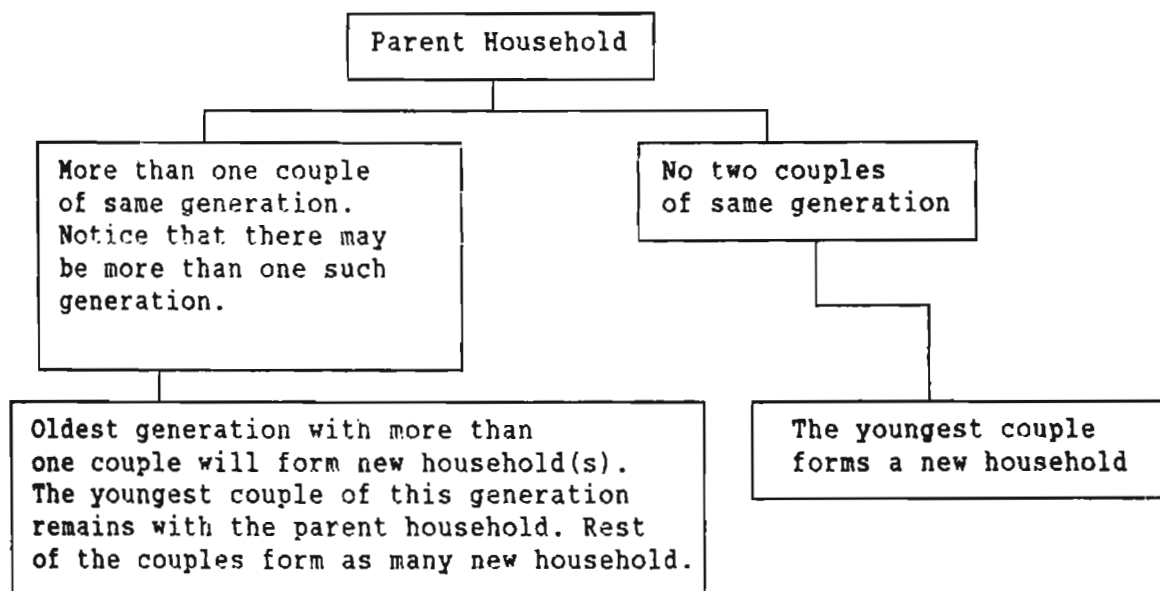 Parent Household
More than one couple
of same generation.
Notice that there may
be more than one such
generation.
No two couples
of same generation
Oldest generation with more than
one couple will form new household(s).
The youngest couple of this generation
remains with the parent household. Rest
of the couples form as many new household.
The youngest couple
forms a new household